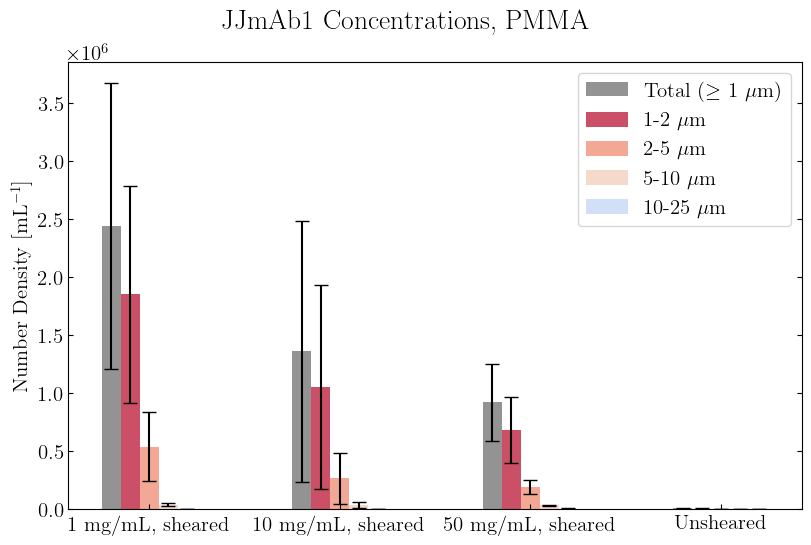 JJmAb1 Concentrations, PMMA
×10⁶
Number Density [mL⁻¹]
3.5
3.0
2.5
2.0
1.5
1.0
0.5
0.0
Total (≥ 1 μm)
1-2 μm
2-5 μm
5-10 μm
10-25 μm
1 mg/mL, sheared
10 mg/mL, sheared
50 mg/mL, sheared
Unsheared